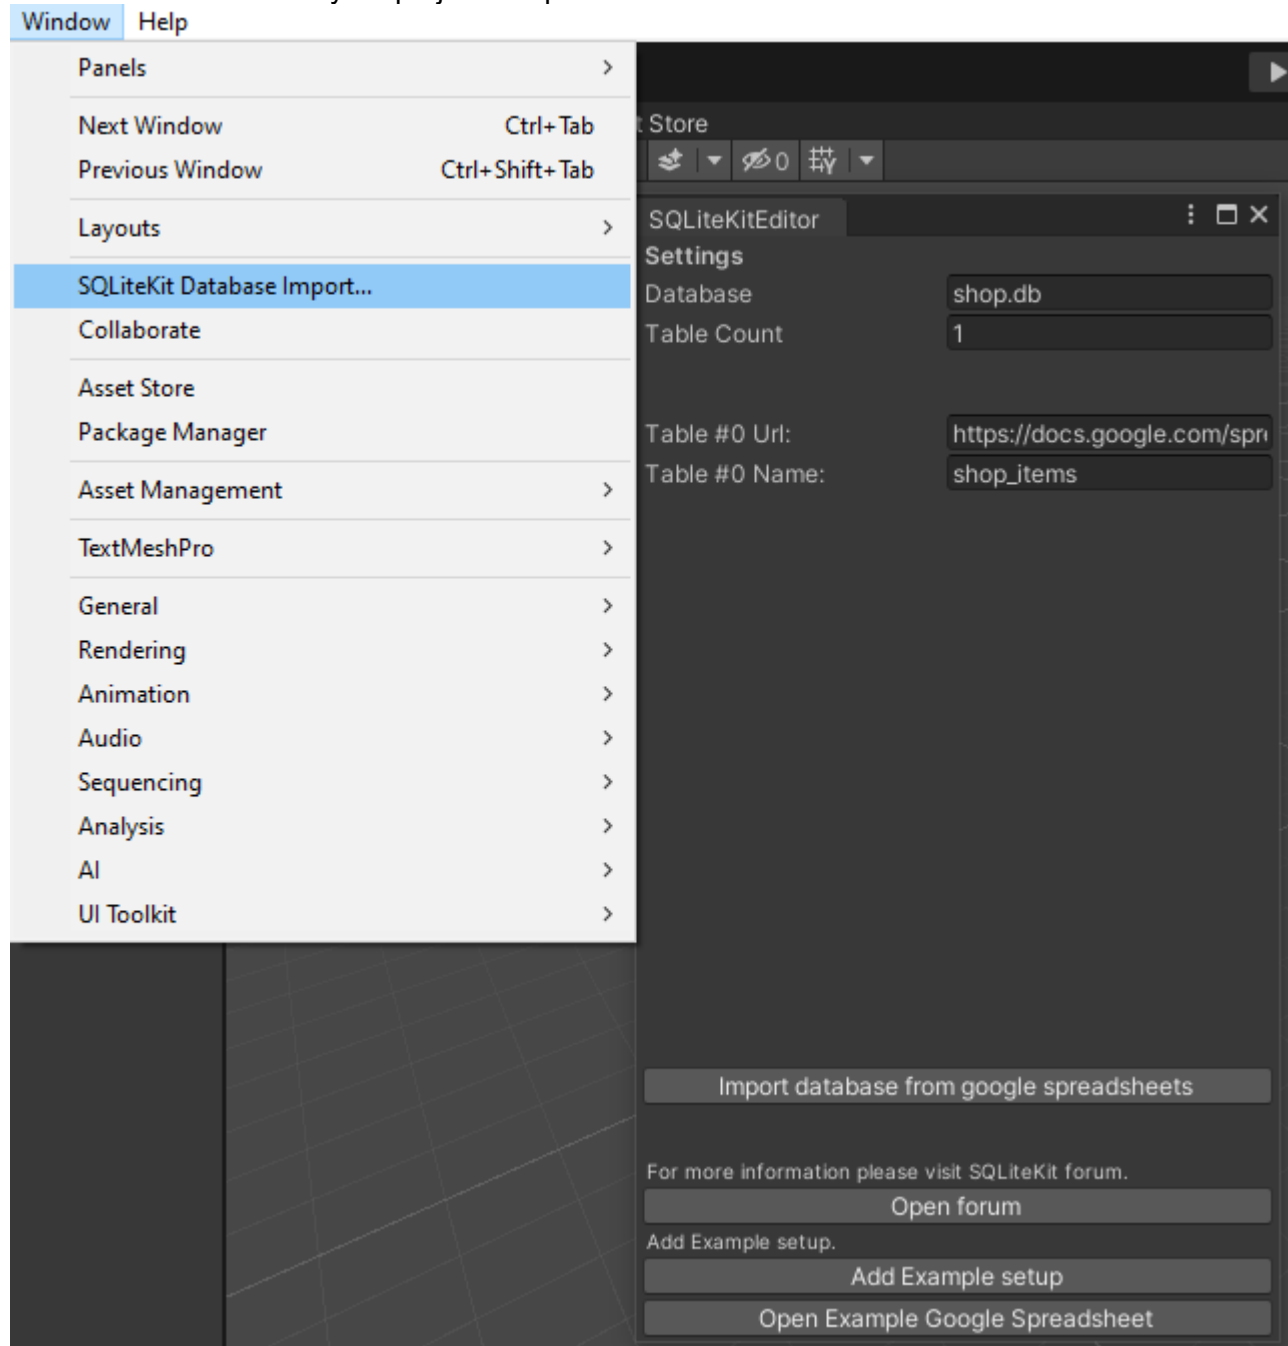 Window Help
Panels
Next Window Ctrl+Tab
Previous Window Ctrl+Shift+Tab
Layouts
SQLiteKit Database Import...
Collaborate
Asset Store
Package Manager
Asset Management
TextMeshPro
General
Rendering
Animation
Audio
Sequencing
Analysis
AI
UI Toolkit
t Store
0
SQLiteKitEditor
Settings
Database shop.db
Table Count 1
Table #0 Url: https://docs.google.com/spre
Table #0 Name: shop_items
Import database from google spreadsheets
For more information please visit SQLiteKit forum.
Open forum
Add Example setup.
Add Example setup
Open Example Google Spreadsheet